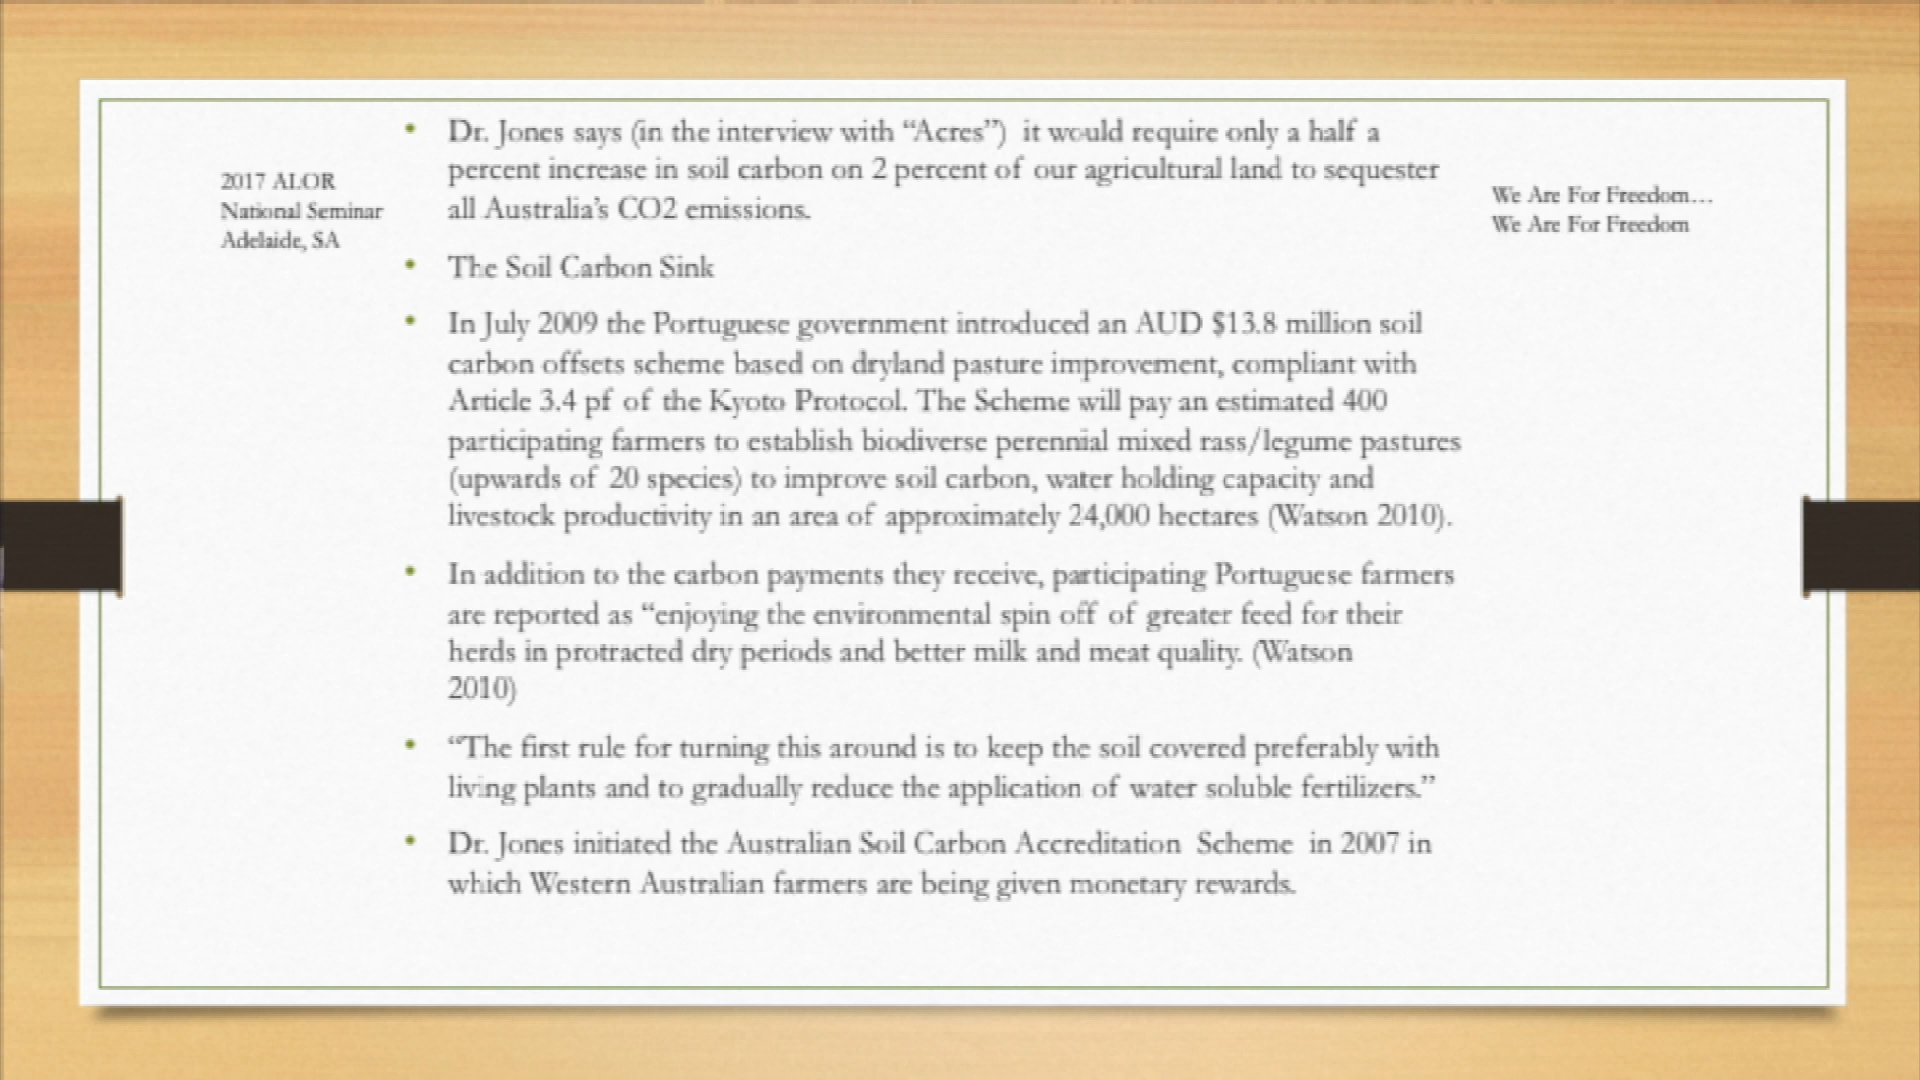 2017 ALOR
National Seminar
Adelaide, SA
• Dr. Jones says (in the interview with “Acres”)  it would require only a half a
percent increase in soil carbon on 2 percent of our agricultural land to sequester
all Australia’s CO2 emissions.
• The Soil Carbon Sink
• In July 2009 the Portuguese government introduced an AUD $13.8 million soil
carbon offsets scheme based on dryland pasture improvement, compliant with
Article 3.4 pf of the Kyoto Protocol. The Scheme will pay an estimated 400
participating farmers to establish biodiverse perennial mixed rass/legume pastures
(upwards of 20 species) to improve soil carbon, water holding capacity and
livestock productivity in an area of approximately 24,000 hectares (Watson 2010).
• In addition to the carbon payments they receive, participating Portuguese farmers
are reported as “enjoying the environmental spin off of greater feed for their
herds in protracted dry periods and better milk and meat quality. (Watson
2010)
• “The first rule for turning this around is to keep the soil covered preferably with
living plants and to gradually reduce the application of water soluble fertilizers.”
• Dr. Jones initiated the Australian Soil Carbon Accreditation  Scheme  in 2007 in
which Western Australian farmers are being given monetary rewards.
We Are For Freedom…
We Are For Freedom